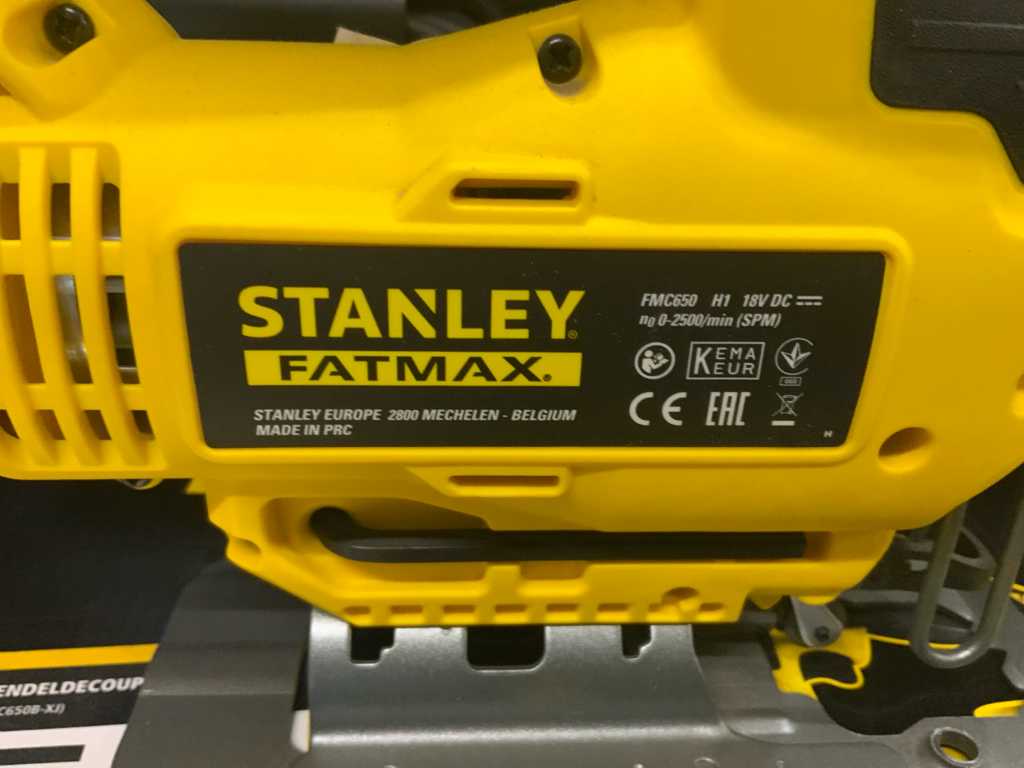 STANLEY®
FATMAX®
STANLEY EUROPE 2800 MECHELEN - BELGIUM
MADE IN PRC
FMC650 H1 18V DC
n0 0-2500/min (SPM)
KEMA
KEUR
CE EAC
N
ENDELDECOUP
C650B-XJ)